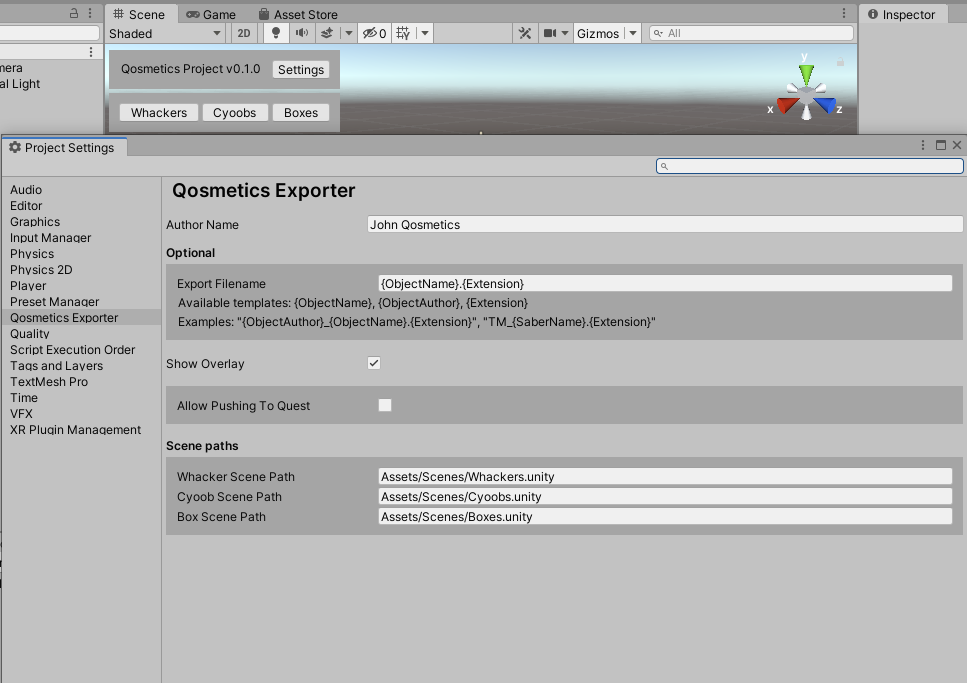 Scene
Game
Asset Store
Inspector
Shaded
2D
0
Gizmos
All
mera
al Light
Qosmetics Project v0.1.0
Settings
Whackers
Cyoobs
Boxes
y
x
z
Project Settings
Audio
Editor
Graphics
Input Manager
Physics
Physics 2D
Player
Preset Manager
Qosmetics Exporter
Quality
Script Execution Order
Tags and Layers
TextMesh Pro
Time
VFX
XR Plugin Management
Qosmetics Exporter
Author Name
John Qosmetics
Optional
Export Filename
{ObjectName}.{Extension}
Available templates: {ObjectName}, {ObjectAuthor}, {Extension}
Examples: "{ObjectAuthor}_{ObjectName}.{Extension}", "TM_{SaberName}.{Extension}"
Show Overlay
Allow Pushing To Quest
Scene paths
Whacker Scene Path
Assets/Scenes/Whackers.unity
Cyoob Scene Path
Assets/Scenes/Cyoobs.unity
Box Scene Path
Assets/Scenes/Boxes.unity